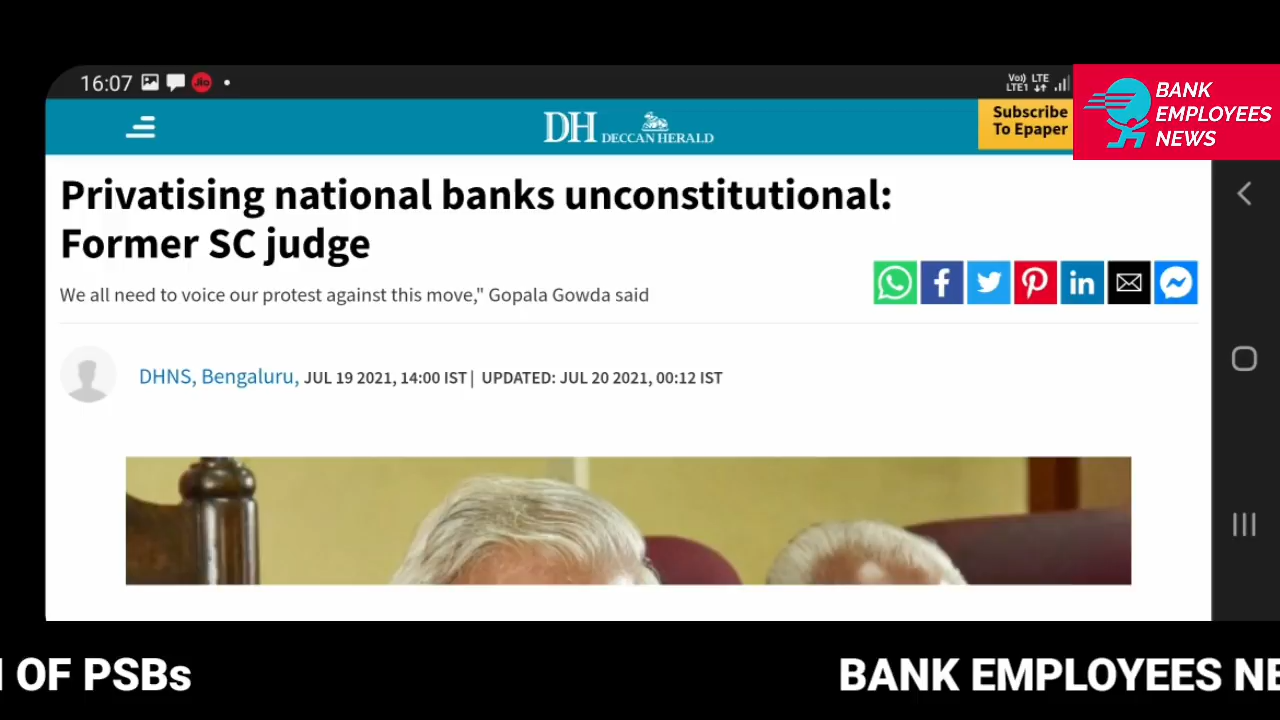 16:07
Jio
Vo)) LTE
LTE1
BANK
EMPLOYEES
NEWS
DH DECCAN HERALD
Subscribe
To Epaper
Privatising national banks unconstitutional:
Former SC judge
We all need to voice our protest against this move," Gopala Gowda said
DHNS, Bengaluru, JUL 19 2021, 14:00 IST | UPDATED: JUL 20 2021, 00:12 IST
OF PSBs
BANK EMPLOYEES NE